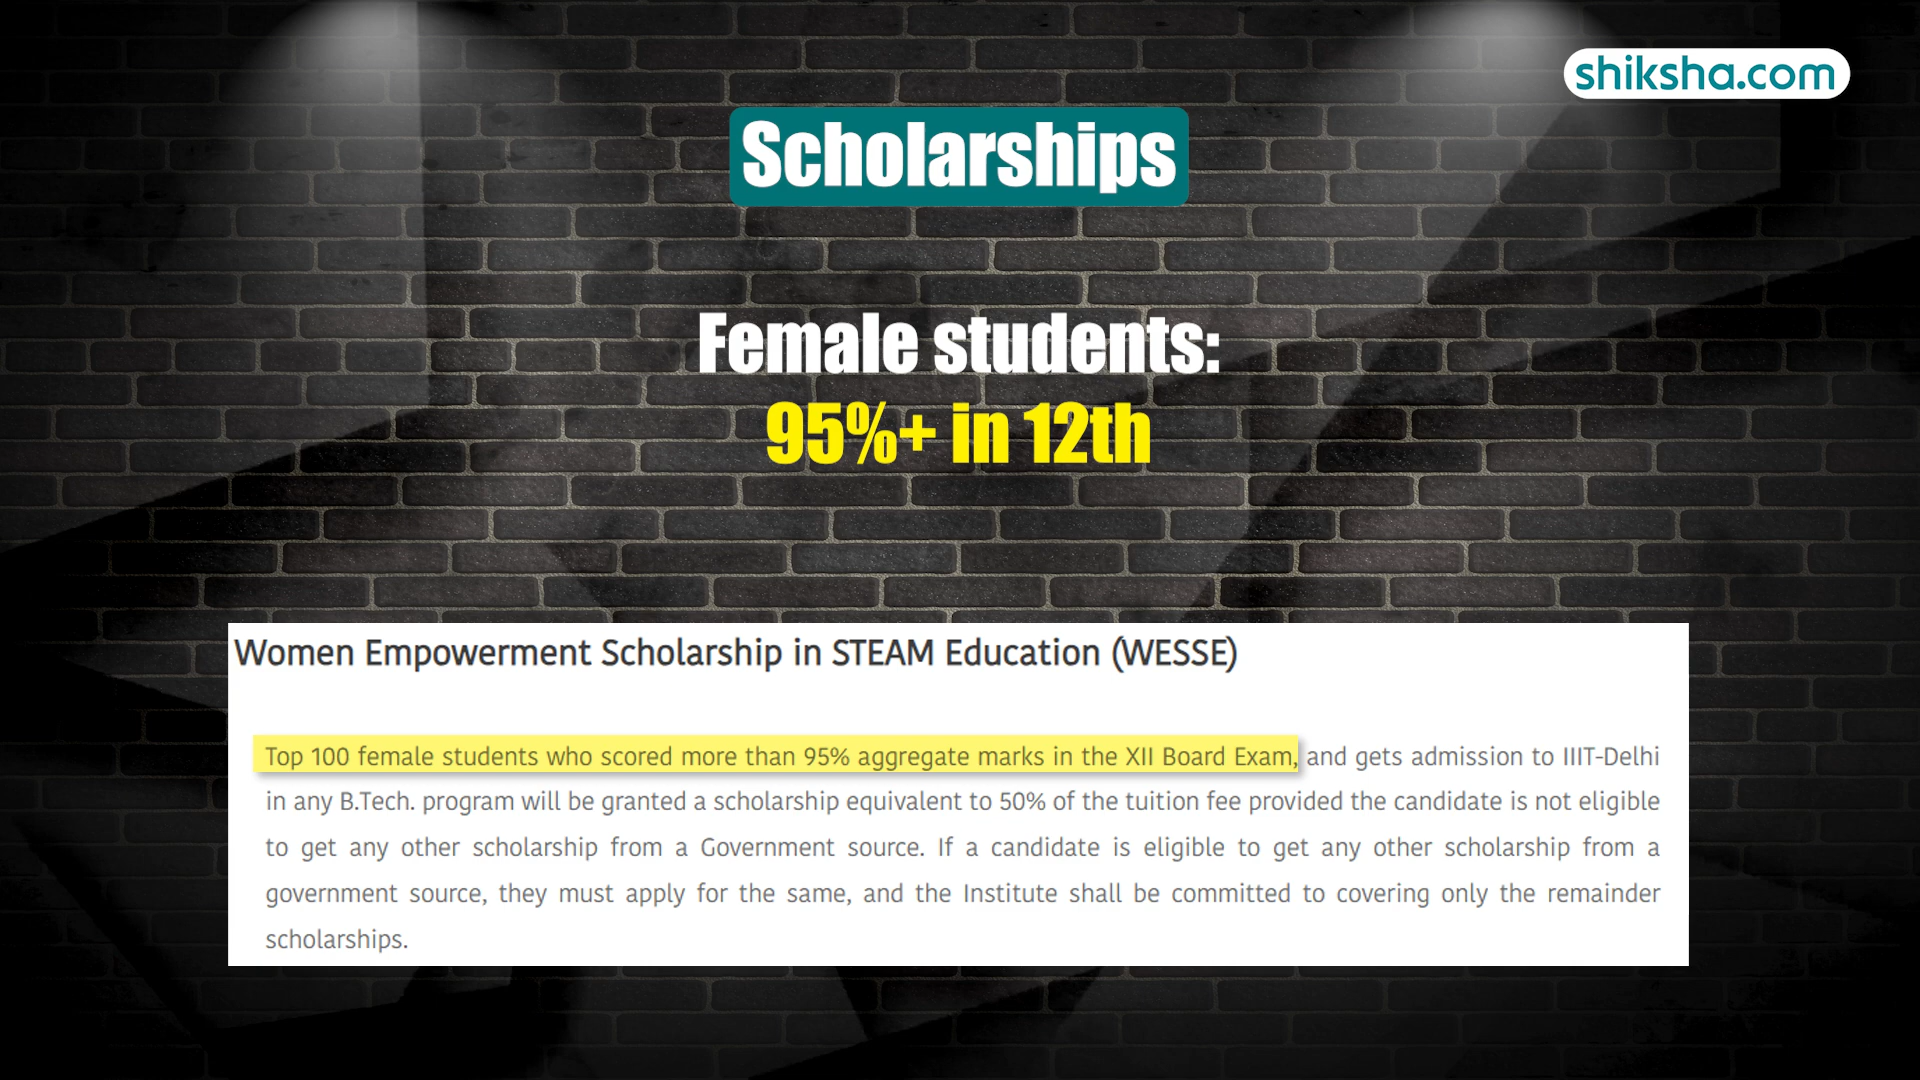 shiksha.com
Scholarships
Female students:
95%+ in 12th
Women Empowerment Scholarship in STEAM Education (WESSE)
Top 100 female students who scored more than 95% aggregate marks in the XII Board Exam, and gets admission to IIIT-Delhi
in any B.Tech. program will be granted a scholarship equivalent to 50% of the tuition fee provided the candidate is not eligible
to get any other scholarship from a Government source. If a candidate is eligible to get any other scholarship from a
government source, they must apply for the same, and the Institute shall be committed to covering only the remainder
scholarships.